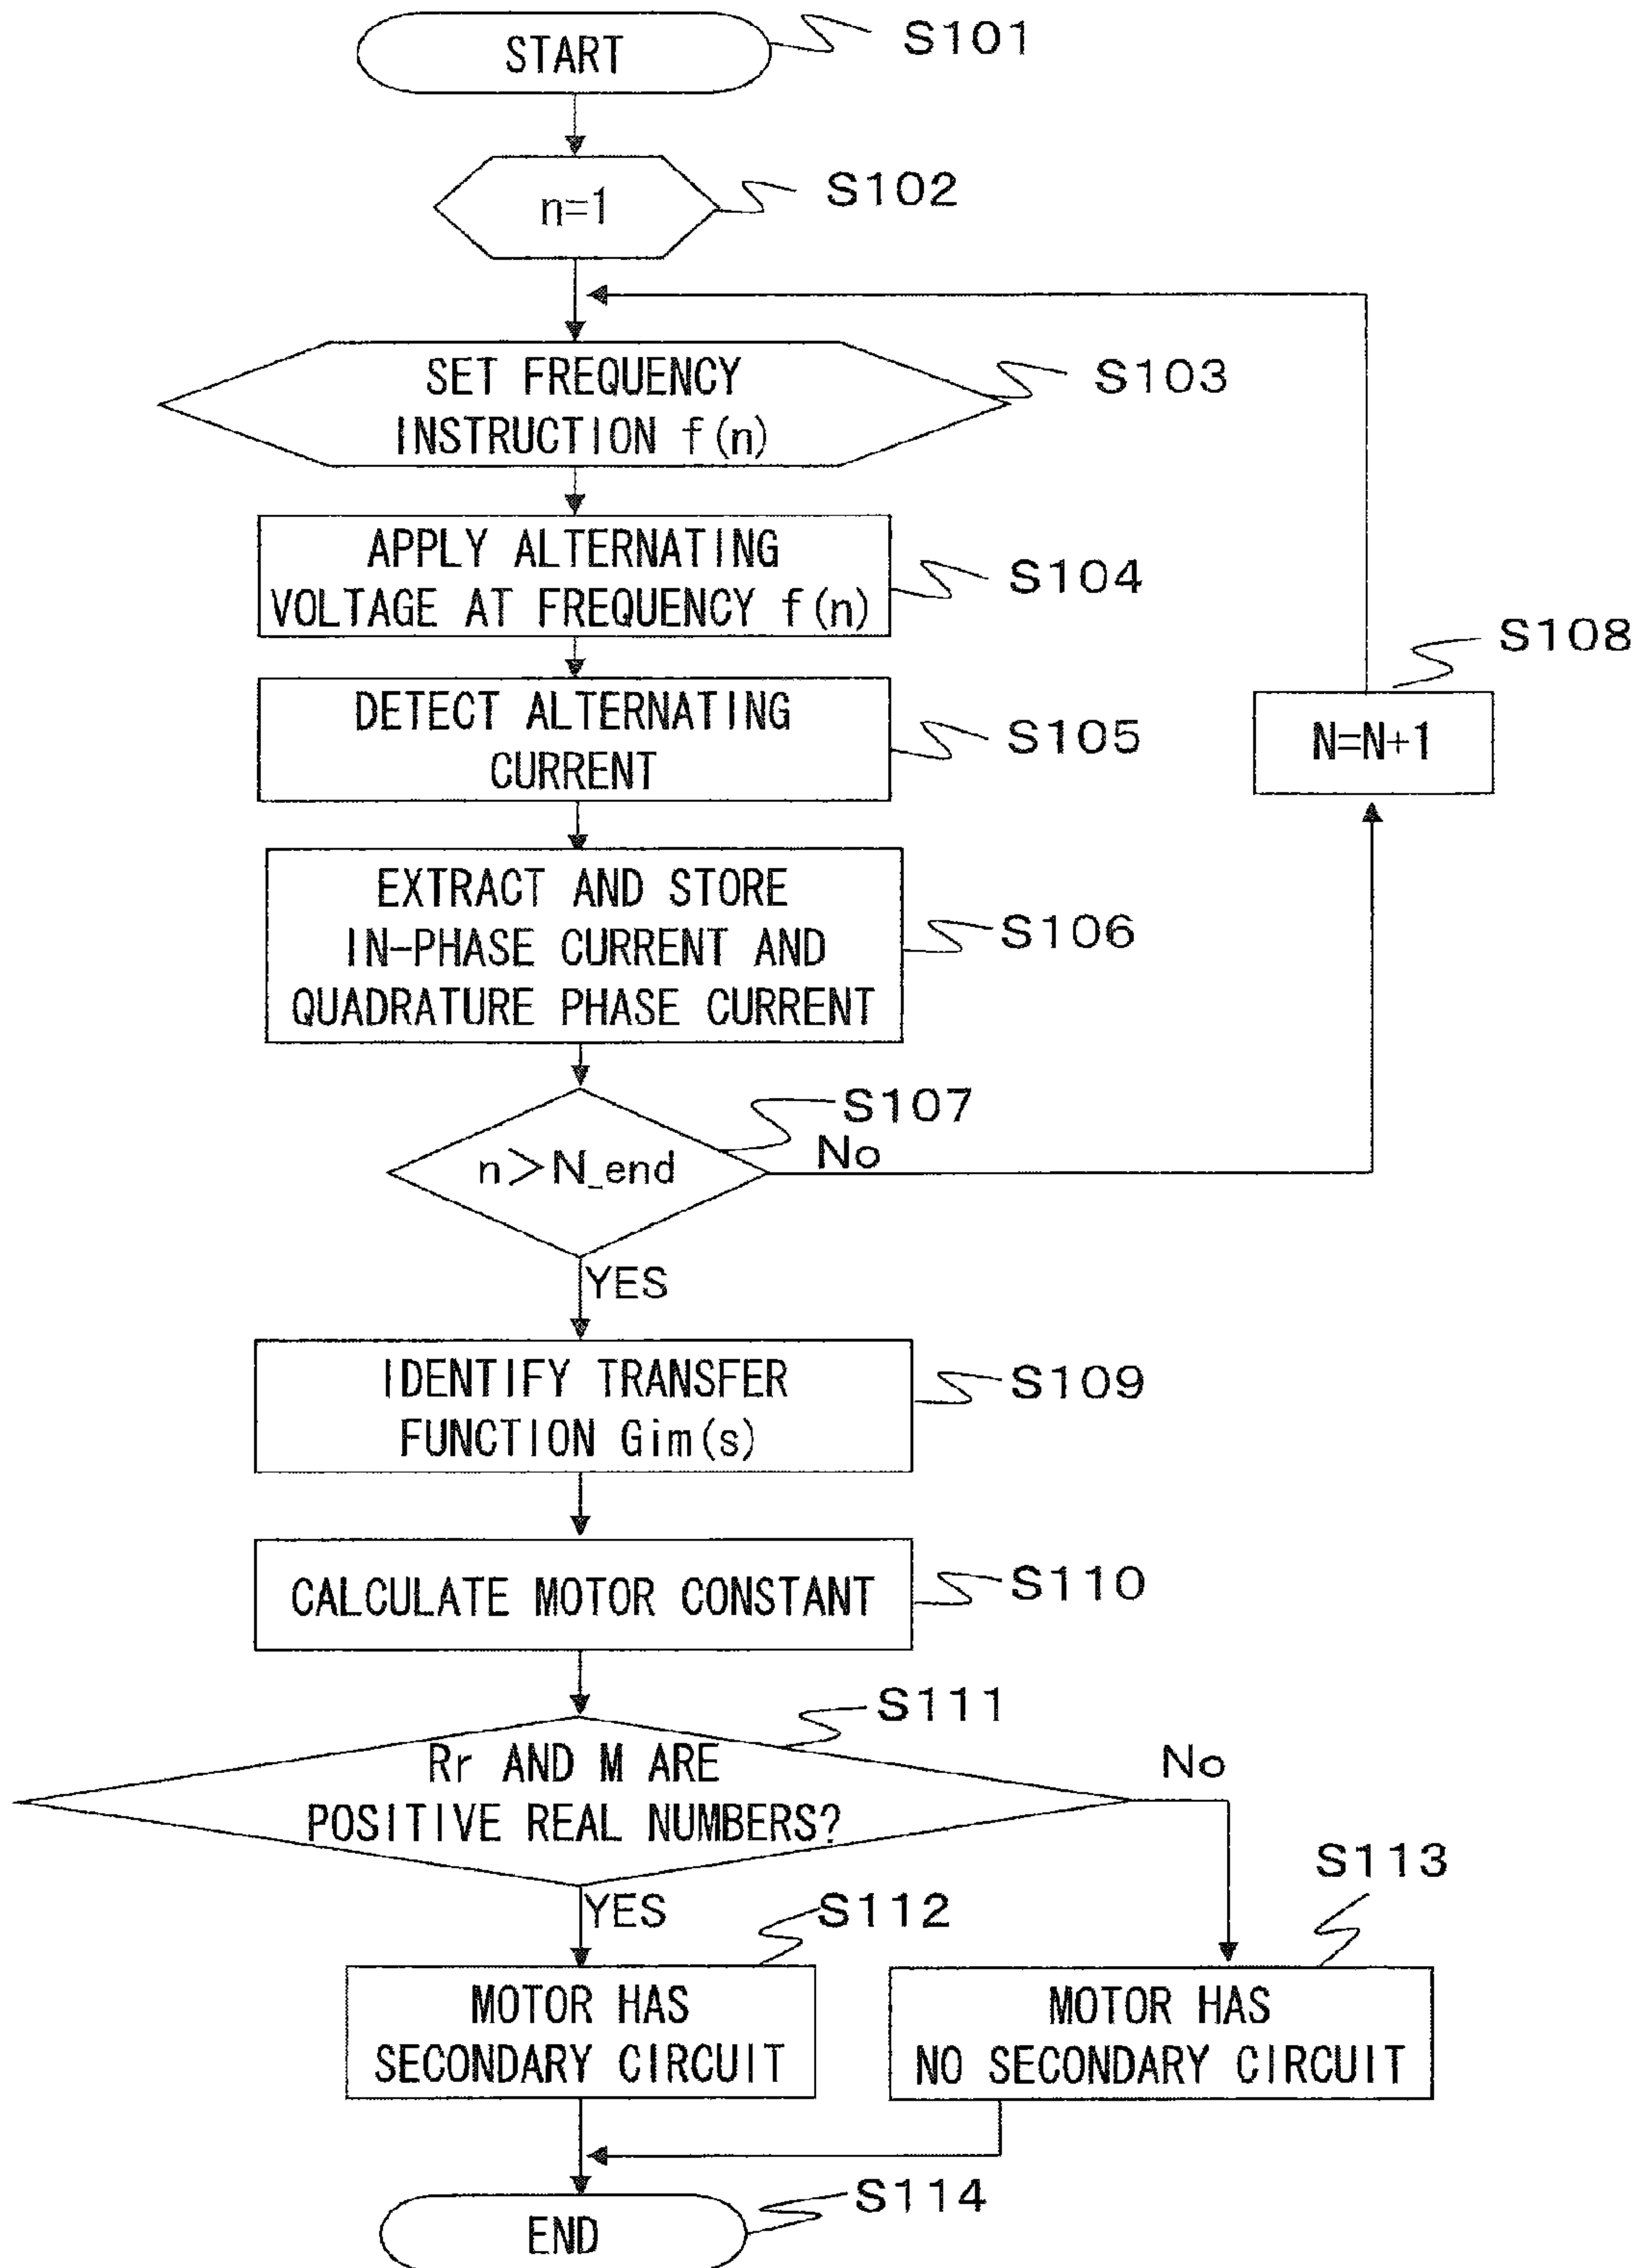 START
S101
n=1
S102
SET FREQUENCY
INSTRUCTION f(n)
S103
APPLY ALTERNATING
VOLTAGE AT FREQUENCY f(n)
S104
DETECT ALTERNATING
CURRENT
S105
S108
N=N+1
EXTRACT AND STORE
IN-PHASE CURRENT AND
QUADRATURE PHASE CURRENT
S106
S107
n>N_end
No
YES
IDENTIFY TRANSFER
FUNCTION Gim(s)
S109
CALCULATE MOTOR CONSTANT
S110
S111
Rr AND M ARE
POSITIVE REAL NUMBERS?
No
YES
S112
S113
MOTOR HAS
SECONDARY CIRCUIT
MOTOR HAS
NO SECONDARY CIRCUIT
S114
END